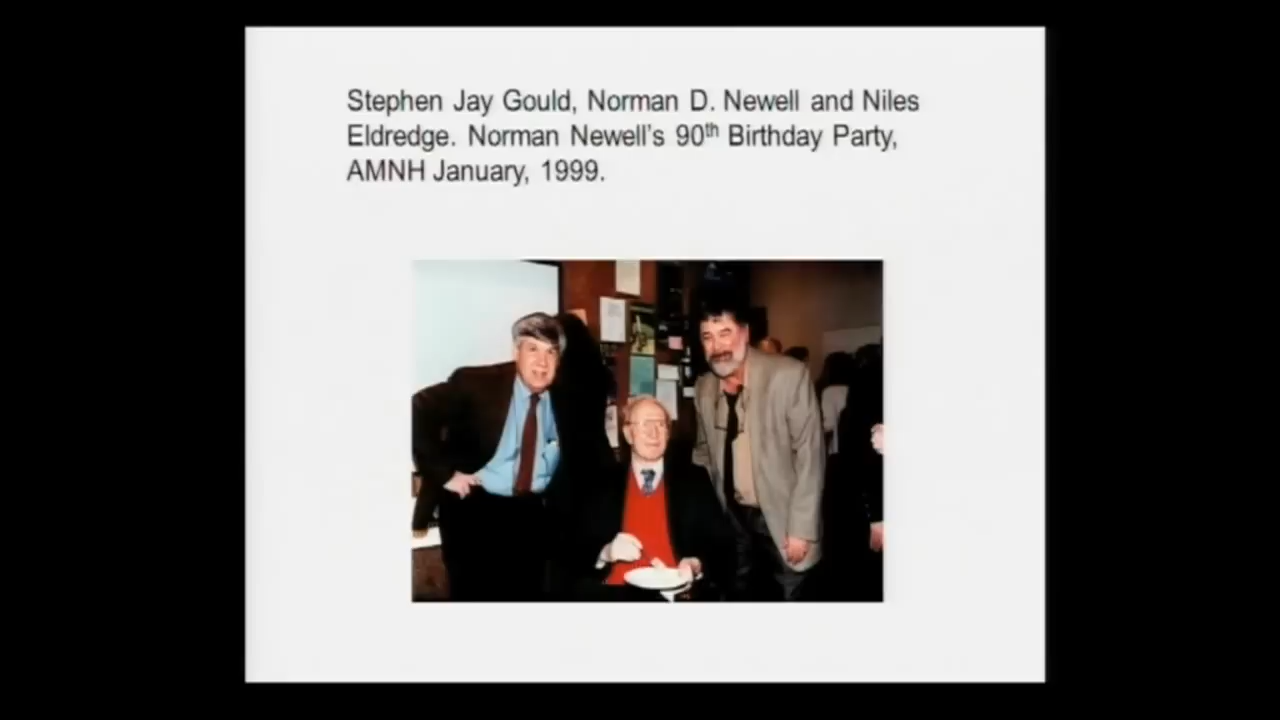 Stephen Jay Gould, Norman D. Newell and Niles
Eldredge. Norman Newell's 90th Birthday Party,
AMNH January, 1999.